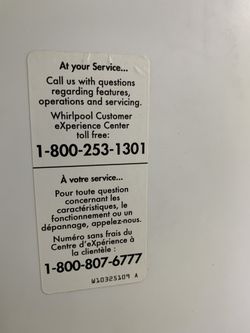 At your Service...
Call us with questions
regarding features,
operations and servicing.
Whirlpool Customer
eXperience Center
toll free:
1-800-253-1301
À votre service...
Pour toute question
concernant les
caractéristiques, le
fonctionnement ou un
dépannage, appelez-nous.
Numéro sans frais du
Centre d'eXpérience à
la clientèle :
1-800-807-6777
W10325109 A